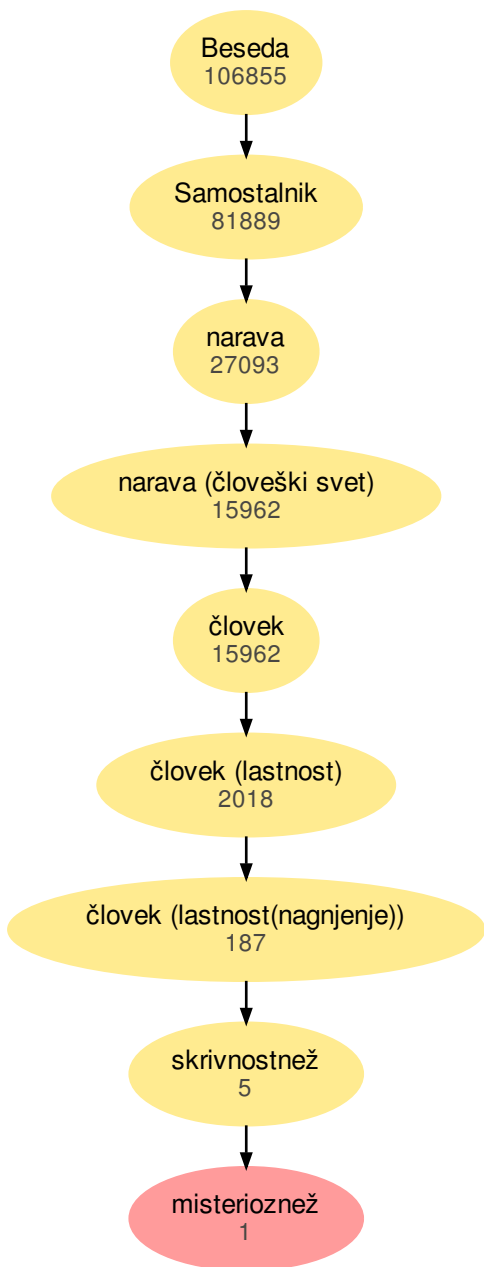 Beseda
106855
Samostalnik
81889
narava
27093
narava (človeški svet)
15962
človek
15962
človek (lastnost)
2018
človek (lastnost(nagnjenje))
187
skrivnostnež
5
misterioznež
1